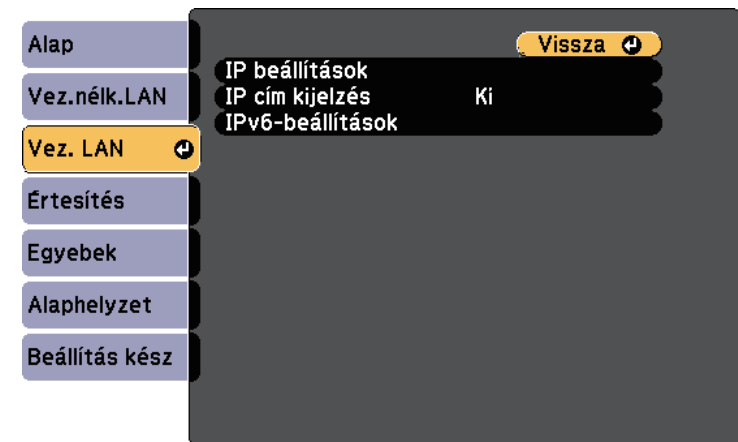 Alap
Vez.nélk.LAN
Vez. LAN
Értesítés
Egyebek
Alaphelyzet
Beállítás kész
Vissza
IP beállítások
IP cím kijelzés Ki
IPv6-beállítások